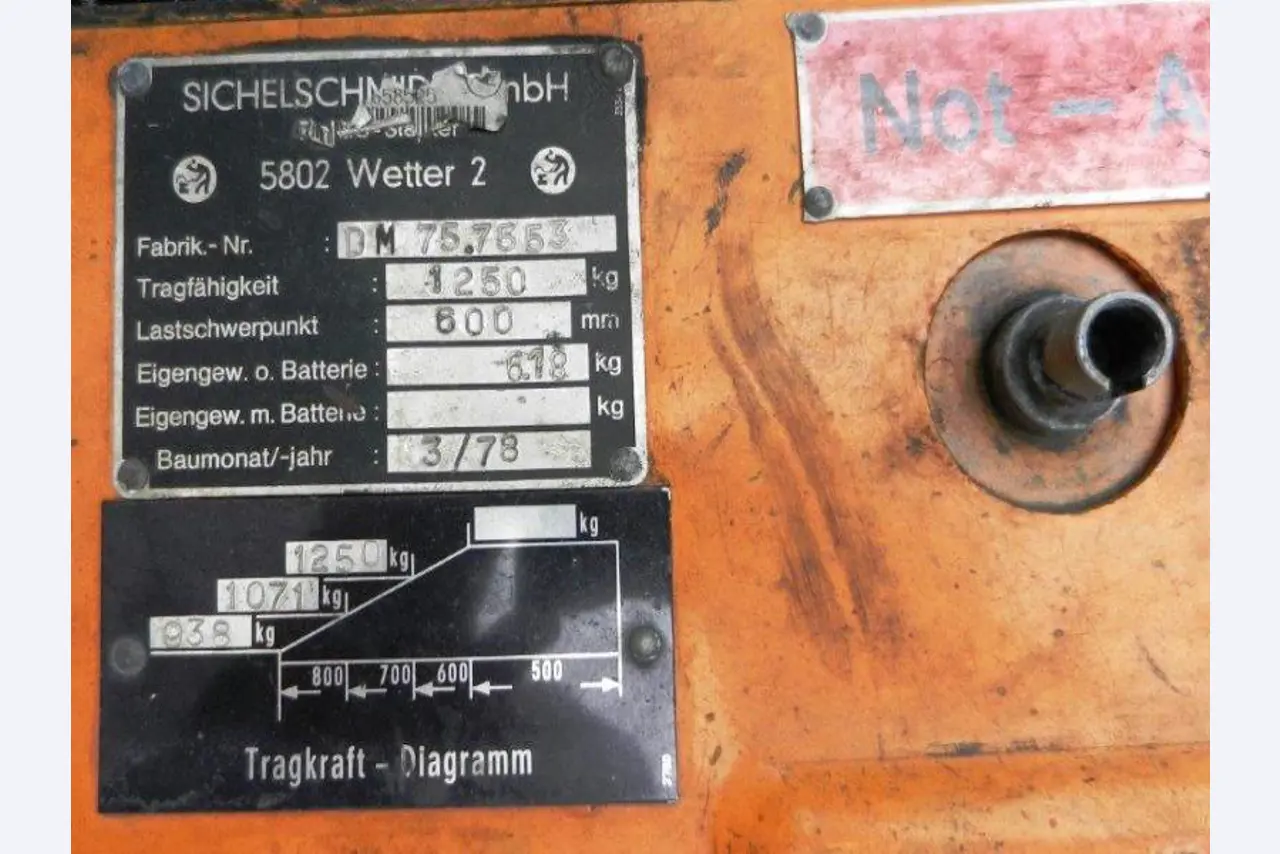 SICHELSCHMIDT GmbH
5802 Wetter 2
Fabrik.-Nr. : DM 75.7553
Tragfähigkeit : 1250 kg
Lastschwerpunkt : 600 mm
Eigengew. o. Batterie : 618 kg
Eigengew. m. Batterie : kg
Baumonat/-jahr : 3/78
Not - A
kg
1250 kg
1071 kg
938 kg
800 700 600 500
Tragkraft - Diagramm